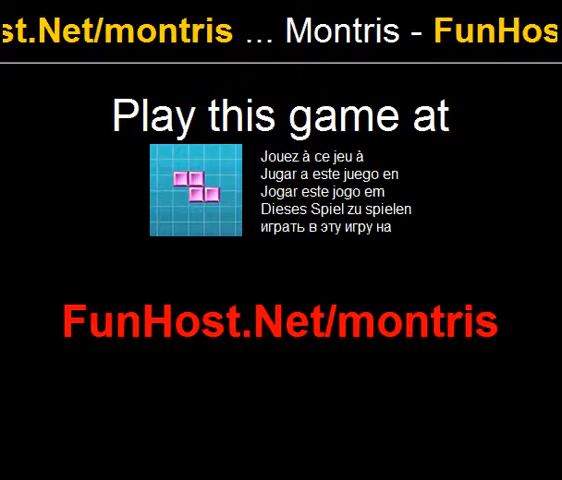 st.Net/montris ... Montris - FunHos
Play this game at
Jouez à ce jeu à
Jugar a este juego en
Jogar este jogo em
Dieses Spiel zu spielen
играть в эту игру на
FunHost.Net/montris